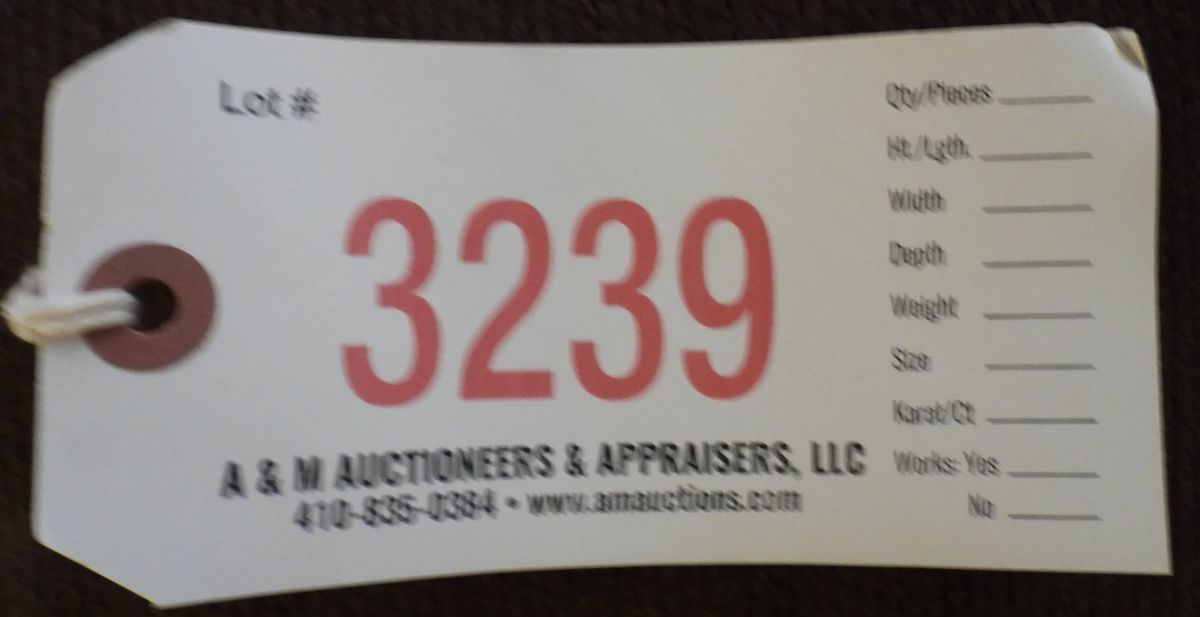 Lot #
3239
A & M AUCTIONEERS & APPRAISERS, LLC
410-835-0384 • www.amauctions.com
Qty/Pieces
Ht./Lgth.
Width
Depth
Weight
Size
Karat/Ct
Works: Yes
No